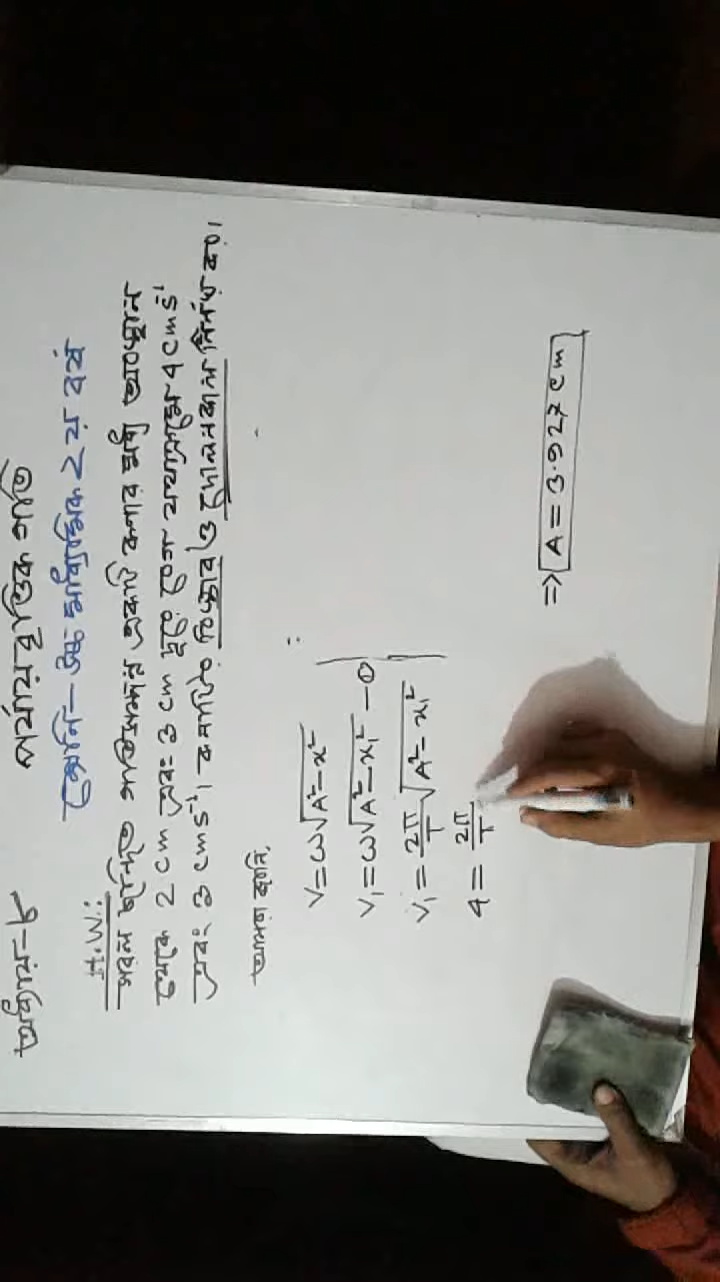 অধ্যায়-৮ পর্যায়বৃত্তিক গতি
শ্রেণি-উচ্চ মাধ্যমিক ২য় বর্ষ
H.W.:
সরল ছন্দিত গতিসম্পন্ন একটি কনার মধ্য অবস্থান
থেকে 2 cm এবং 3 cm দূরে বেগ যথাক্রমে 4 cms⁻¹
এবং 3 cms⁻¹। কনাটির বিস্তার ও দোলনকাল নির্ণয় কর।
আমরা জানি,
V = ω√A²-x²
V₁ = ω√A²-x₁² -①
V₁ = 2π/T √A²-x₁²
4 = 2π/T
=> A = 3.927 cm